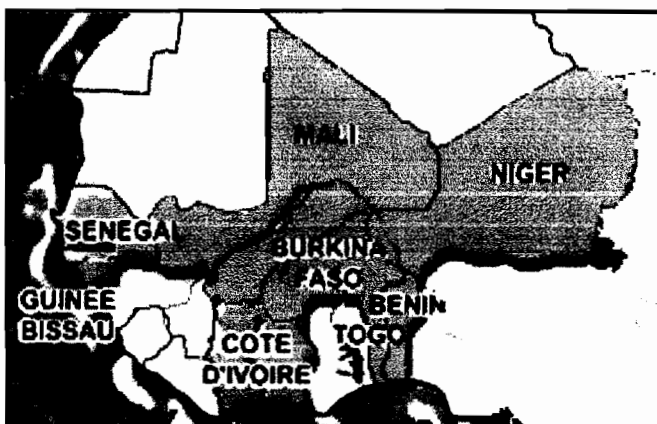 MALI
NIGER
SENEGAL
BURKINA
FASO
GUINEE
BISSAU
BENIN
TOGO
COTE
D'IVOIRE